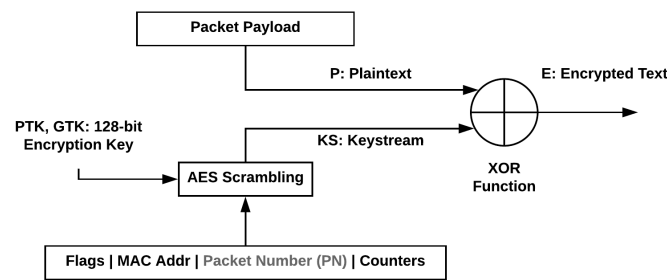 Packet Payload
P: Plaintext
E: Encrypted Text
PTK, GTK: 128-bit
Encryption Key
KS: Keystream
AES Scrambling
XOR
Function
Flags | MAC Addr | Packet Number (PN) | Counters